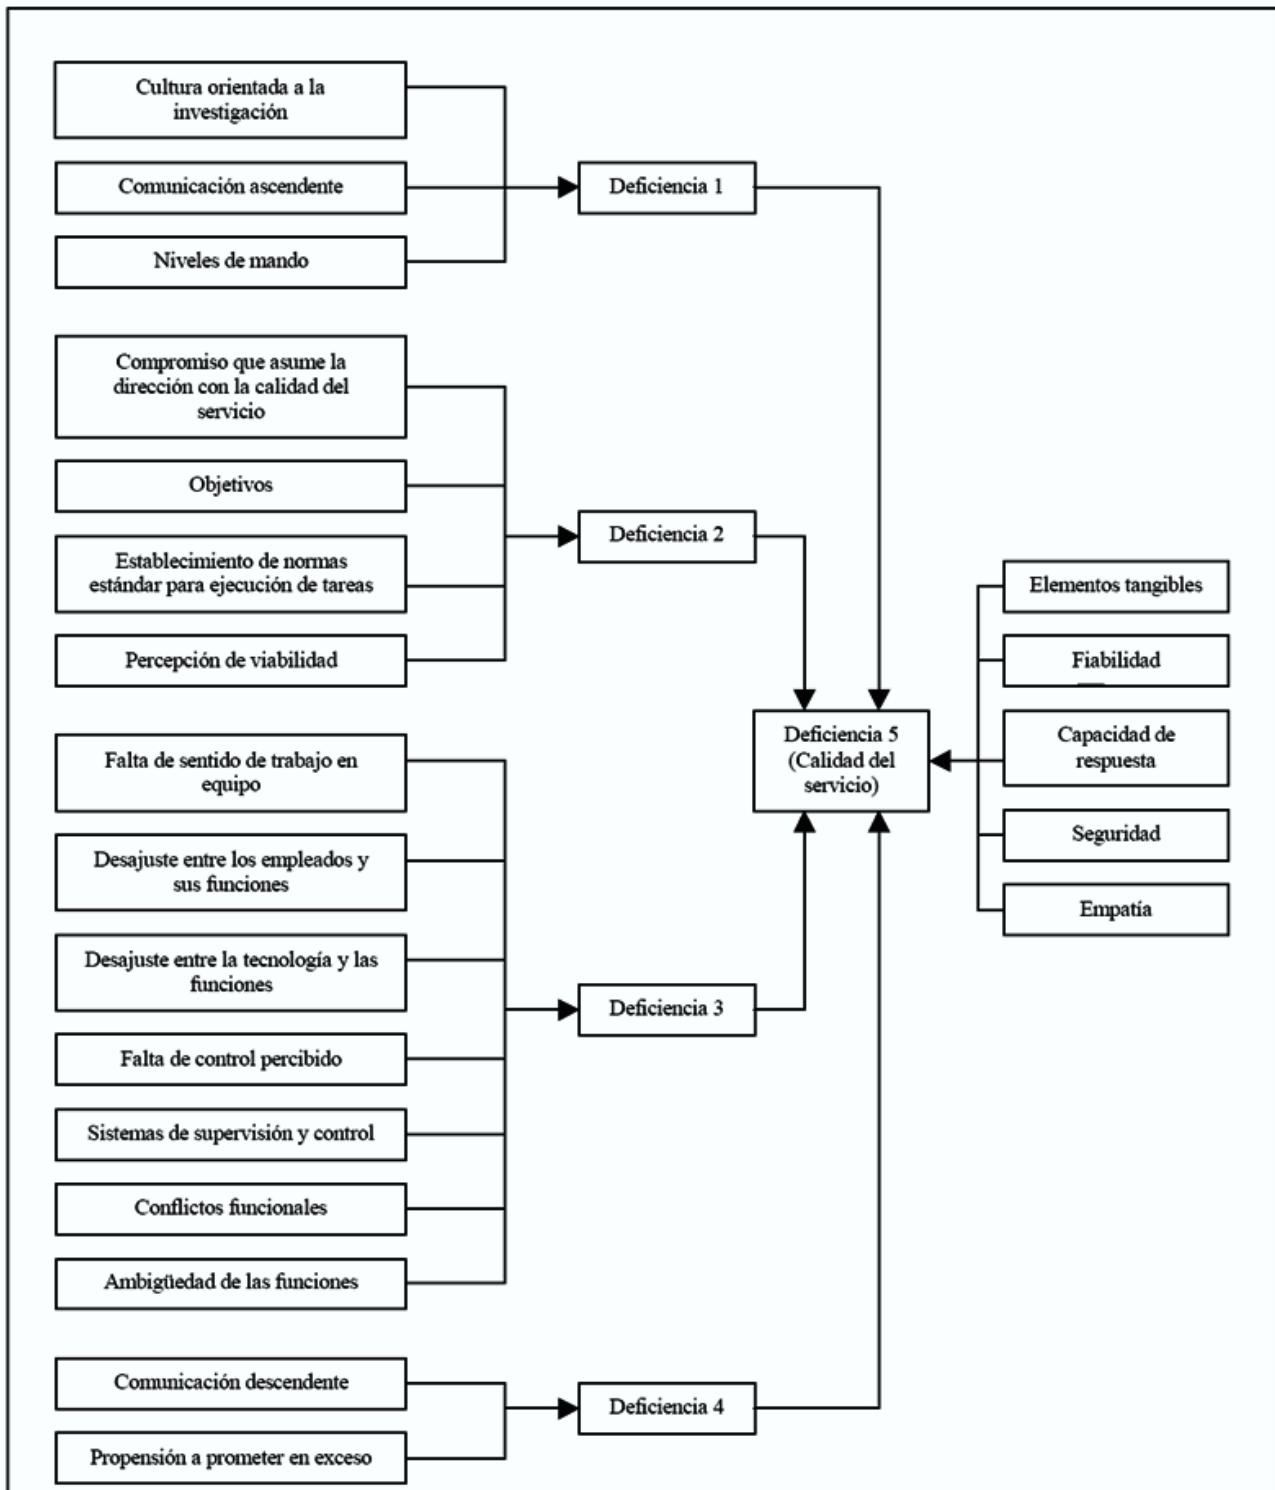 Cultura orientada a la
investigación
Comunicación ascendente
Niveles de mando
Deficiencia 1
Compromiso que asume la
dirección con la calidad del
servicio
Objetivos
Establecimiento de normas
estándar para ejecución de tareas
Percepción de viabilidad
Deficiencia 2
Falta de sentido de trabajo en
equipo
Desajuste entre los empleados y
sus funciones
Desajuste entre la tecnología y las
funciones
Falta de control percibido
Sistemas de supervisión y control
Conflictos funcionales
Ambigüedad de las funciones
Deficiencia 3
Comunicación descendente
Propensión a prometer en exceso
Deficiencia 4
Deficiencia 5
(Calidad del
servicio)
Elementos tangibles
Fiabilidad
Capacidad de
respuesta
Seguridad
Empatía